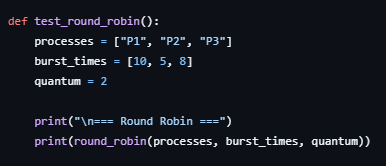 def test_round_robin():
    processes = ["P1", "P2", "P3"]
    burst_times = [10, 5, 8]
    quantum = 2

    print("\n=== Round Robin ===")
    print(round_robin(processes, burst_times, quantum))